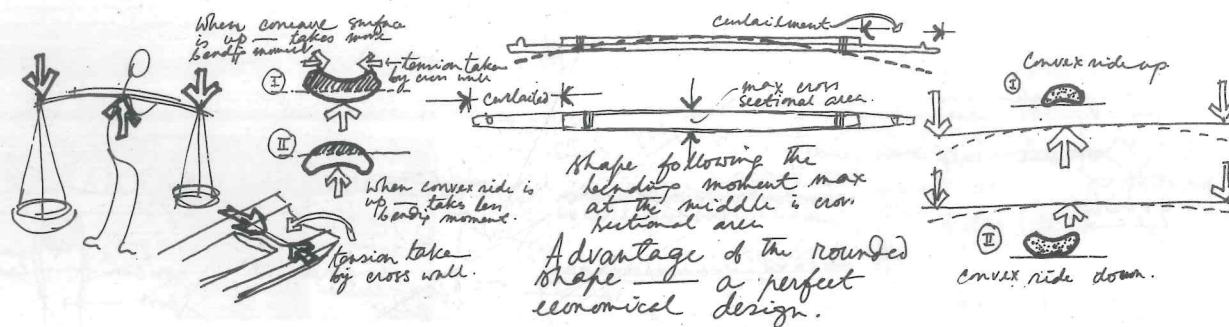 When concave surface
is up — takes more
bending moment
tension taken
by cross wall
I
II
When convex side is
up — takes less
bendig moment.
tension take
by cross wall.
curtailment
curtailed
max cross
sectional area.
shape following the
bending moment max
at the middle is cros.
sectional area
Advantage of the rounded
shape — a perfect
economical design.
Convex side up
I
II
convex side down.